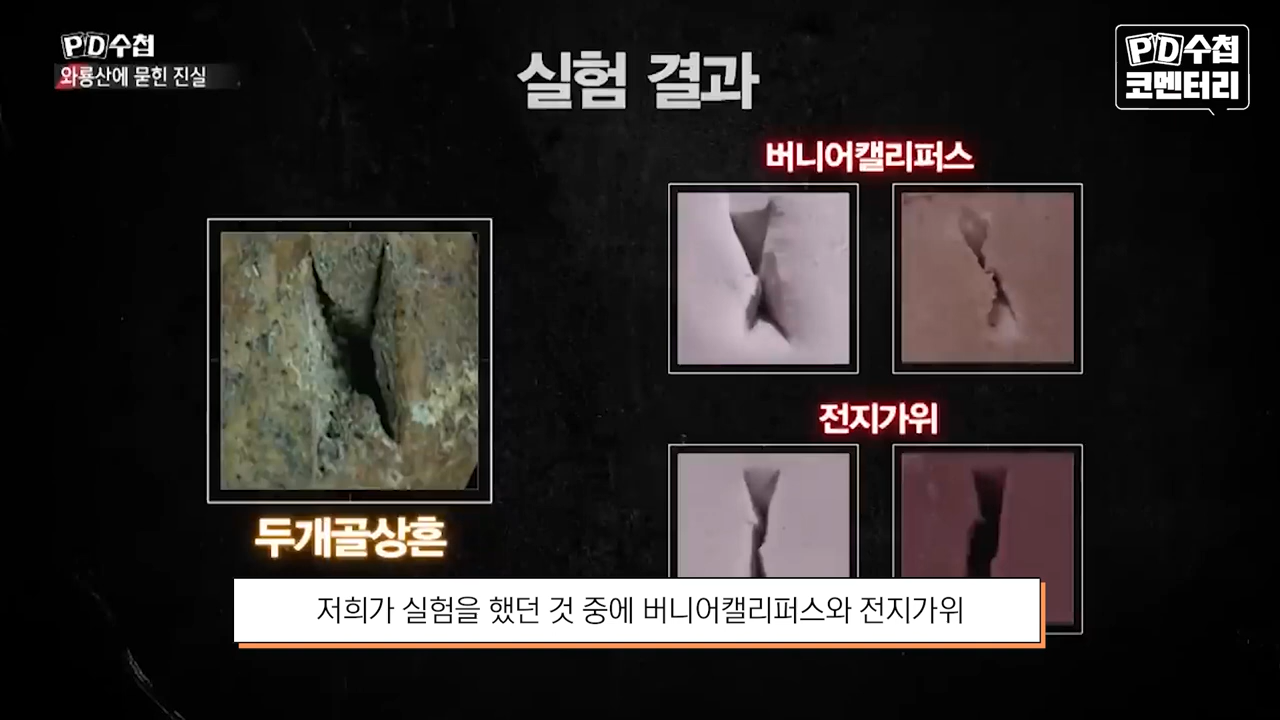 PD수첩
와룡산에 묻힌 진실
실험 결과
PD수첩
코멘터리
버니어캘리퍼스
전지가위
두개골상흔
저희가 실험을 했던 것 중에 버니어캘리퍼스와 전지가위